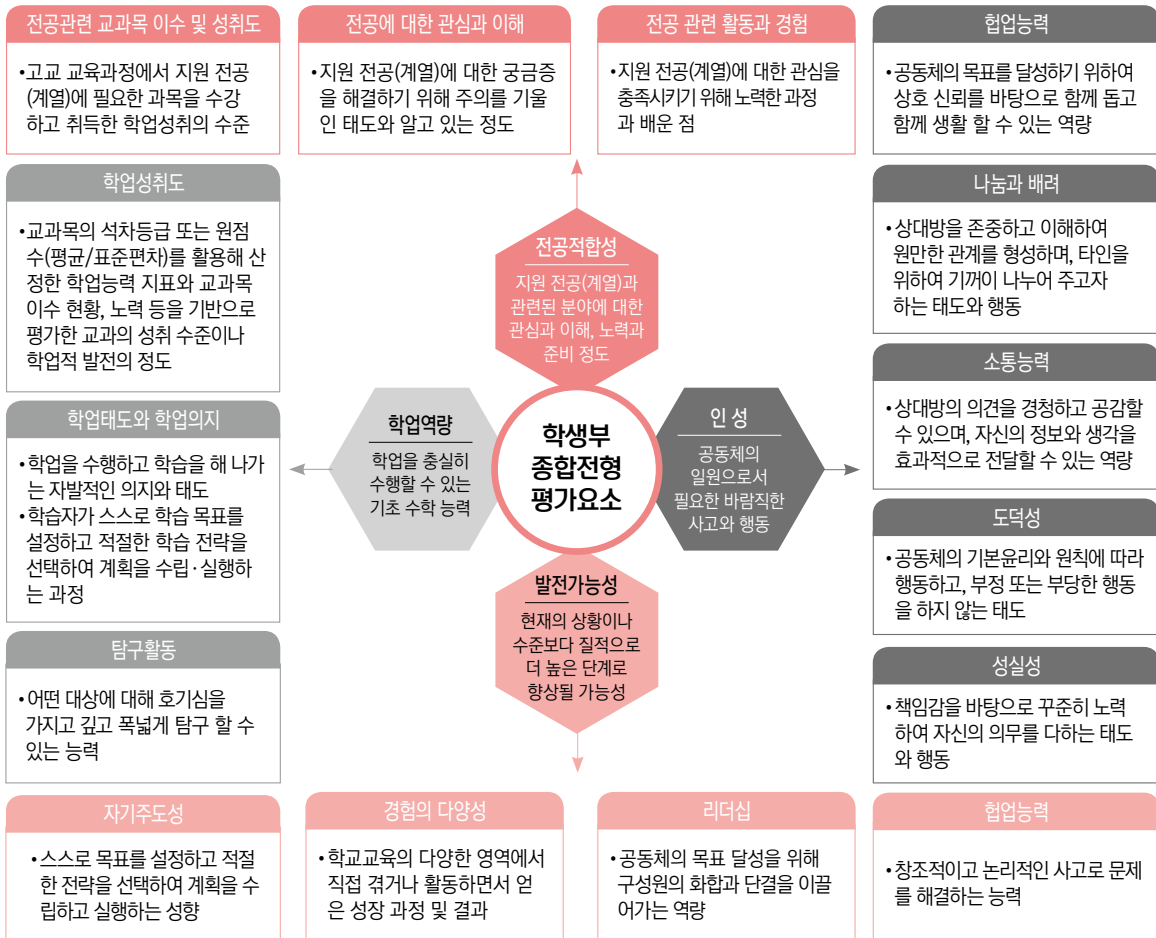 전공관련 교과목 이수 및 성취도
•고교 교육과정에서 지원 전공
(계열)에 필요한 과목을 수강
하고 취득한 학업성취의 수준
전공에 대한 관심과 이해
•지원 전공(계열)에 대한 궁금증
을 해결하기 위해 주의를 기울
인 태도와 알고 있는 정도
전공 관련 활동과 경험
•지원 전공(계열)에 대한 관심을
충족시키기 위해 노력한 과정
과 배운 점
협업능력
•공동체의 목표를 달성하기 위하여
상호 신뢰를 바탕으로 함께 돕고
함께 생활 할 수 있는 역량
학업성취도
•교과목의 석차등급 또는 원점
수(평균/표준편차)를 활용해 산
정한 학업능력 지표와 교과목
이수 현황, 노력 등을 기반으로
평가한 교과의 성취 수준이나
학업적 발전의 정도
학업태도와 학업의지
•학업을 수행하고 학습을 해 나가
는 자발적인 의지와 태도
•학습자가 스스로 학습 목표를
설정하고 적절한 학습 전략을
선택하여 계획을 수립·실행하
는 과정
탐구활동
•어떤 대상에 대해 호기심을
가지고 깊고 폭넓게 탐구 할 수
있는 능력
전공적합성
지원 전공(계열)과
관련된 분야에 대한
관심과 이해, 노력과
준비 정도
학업역량
학업을 충실히
수행할 수 있는
기초 수학 능력
학생부
종합전형
평가요소
인 성
공동체의
일원으로서
필요한 바람직한
사고와 행동
발전가능성
현재의 상황이나
수준보다 질적으로
더 높은 단계로
향상될 가능성
나눔과 배려
•상대방을 존중하고 이해하여
원만한 관계를 형성하며, 타인을
위하여 기꺼이 나누어 주고자
하는 태도와 행동
소통능력
•상대방의 의견을 경청하고 공감할
수 있으며, 자신의 정보와 생각을
효과적으로 전달할 수 있는 역량
도덕성
•공동체의 기본윤리와 원칙에 따라
행동하고, 부정 또는 부당한 행동
을 하지 않는 태도
성실성
•책임감을 바탕으로 꾸준히 노력
하여 자신의 의무를 다하는 태도
와 행동
자기주도성
•스스로 목표를 설정하고 적절
한 전략을 선택하여 계획을 수
립하고 실행하는 성향
경험의 다양성
•학교교육의 다양한 영역에서
직접 겪거나 활동하면서 얻
은 성장 과정 및 결과
리더십
•공동체의 목표 달성을 위해
구성원의 화합과 단결을 이끌
어가는 역량
협업능력
•창조적이고 논리적인 사고로 문제
를 해결하는 능력